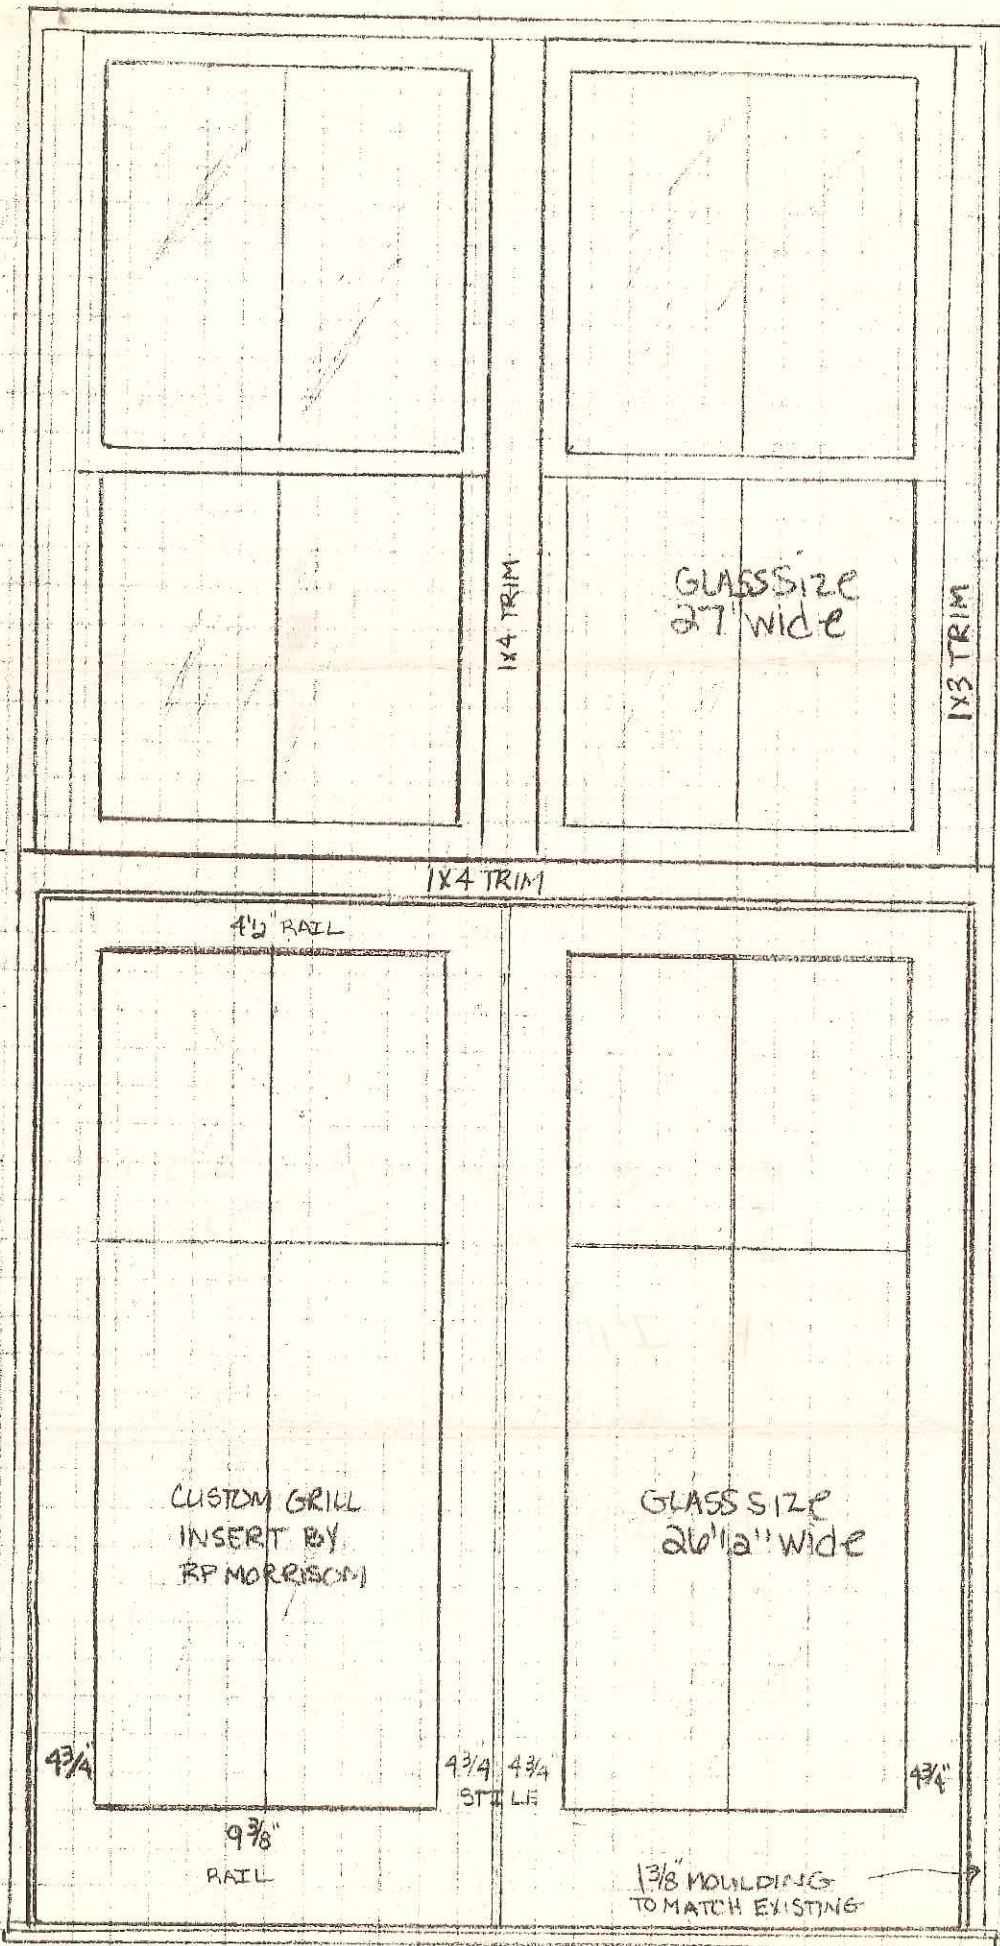 GLASS Size
27" wide
1X4 TRIM
1X3 TRIM
1X4 TRIM
4½" RAIL
CUSTOM GRILL
INSERT BY
RP MORRISON
GLASS SIZE
26½" wide
4¾"
4¾" 4¾"
STILE
4¾"
9⅜"
RAIL
1⅜" MOULDING
TO MATCH EXISTING